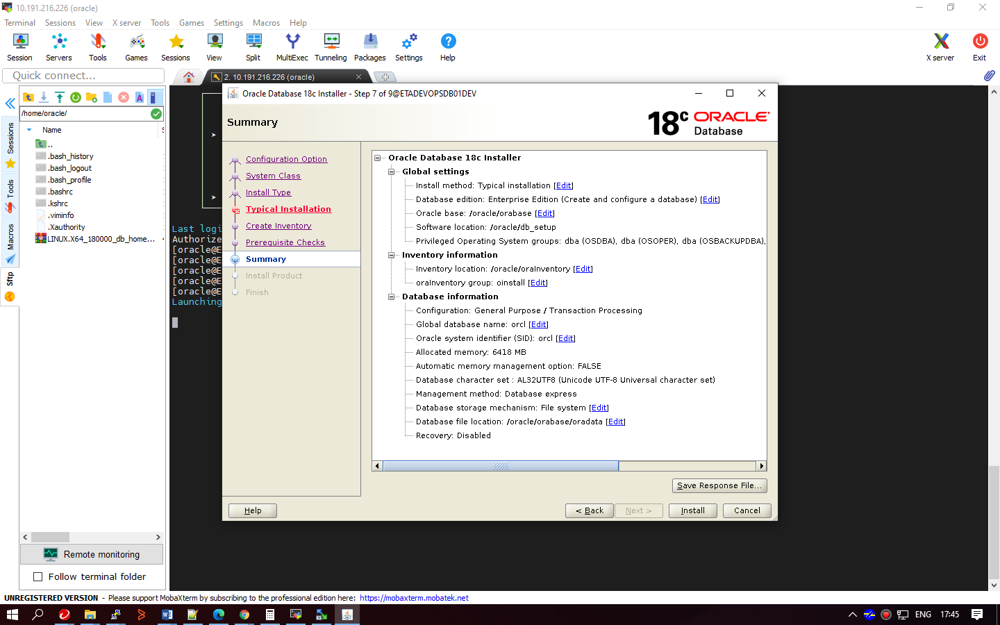 10.191.216.226 (oracle)
Terminal Sessions View X server Tools Games Settings Macros Help
Session Servers Tools Games Sessions View Split MultiExec Tunneling Packages Settings Help X server Exit
Quick connect...
2. 10.191.216.226 (oracle)
/home/oracle/
Name
..
.bash_history
.bash_logout
.bash_profile
.bashrc
.kshrc
.viminfo
.Xauthority
LINUX.X64_180000_db_home...
Sessions
Tools
Macros
Sftp
Remote monitoring
Follow terminal folder
Last logi
Authorize
[oracle@E
[oracle@E
[oracle@E
[oracle@E
[oracle@E
Launching
Oracle Database 18c Installer - Step 7 of 9@ETADEVOPSDB01DEV
Summary
18c ORACLE
Database
Configuration Option
System Class
Install Type
Typical Installation
Create Inventory
Prerequisite Checks
Summary
Install Product
Finish
Oracle Database 18c Installer
Global settings
Install method: Typical installation [Edit]
Database edition: Enterprise Edition (Create and configure a database) [Edit]
Oracle base: /oracle/orabase [Edit]
Software location: /oracle/db_setup
Privileged Operating System groups: dba (OSDBA), dba (OSOPER), dba (OSBACKUPDBA),
Inventory information
Inventory location: /oracle/oraInventory [Edit]
oraInventory group: oinstall [Edit]
Database information
Configuration: General Purpose / Transaction Processing
Global database name: orcl [Edit]
Oracle system identifier (SID): orcl [Edit]
Allocated memory: 6418 MB
Automatic memory management option: FALSE
Database character set : AL32UTF8 (Unicode UTF-8 Universal character set)
Management method: Database express
Database storage mechanism: File system [Edit]
Database file location: /oracle/orabase/oradata [Edit]
Recovery: Disabled
Save Response File...
Help < Back Next > Install Cancel
UNREGISTERED VERSION - Please support MobaXterm by subscribing to the professional edition here: https://mobaxterm.mobatek.net
ENG 17:45